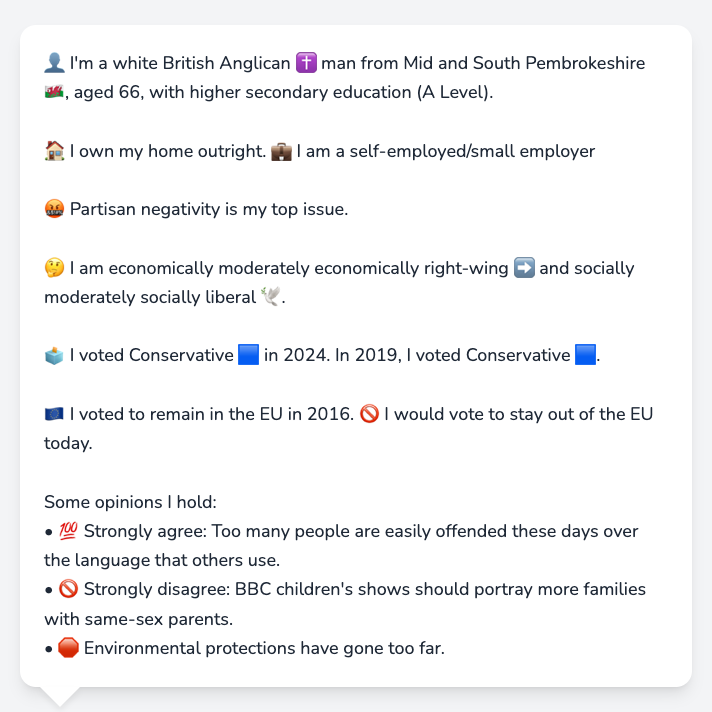 👤 I'm a white British Anglican ✝️ man from Mid and South Pembrokeshire
🏴󠁧󠁢󠁷󠁬󠁳󠁿, aged 66, with higher secondary education (A Level).
🏠 I own my home outright. 💼 I am a self-employed/small employer
🤬 Partisan negativity is my top issue.
🤔 I am economically moderately economically right-wing ➡️ and socially
moderately socially liberal 🕊️.
🗳️ I voted Conservative 🟦 in 2024. In 2019, I voted Conservative 🟦.
🇪🇺 I voted to remain in the EU in 2016. 🚫 I would vote to stay out of the EU
today.
Some opinions I hold:
• 💯 Strongly agree: Too many people are easily offended these days over
the language that others use.
• 🚫 Strongly disagree: BBC children's shows should portray more families
with same-sex parents.
• 🛑 Environmental protections have gone too far.